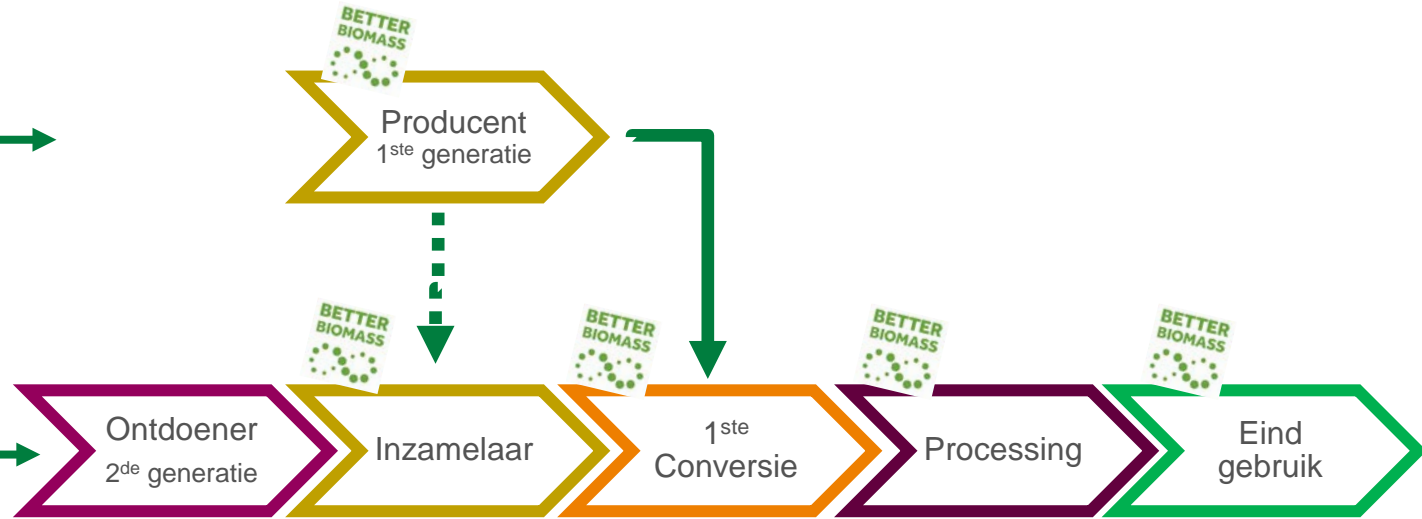 BETTER
BIOMASS
Producent
1ste generatie
BETTER
BIOMASS
BETTER
BIOMASS
BETTER
BIOMASS
BETTER
BIOMASS
Ontdoener
2de generatie
Inzamelaar
1ste
Conversie
Processing
Eind
gebruik